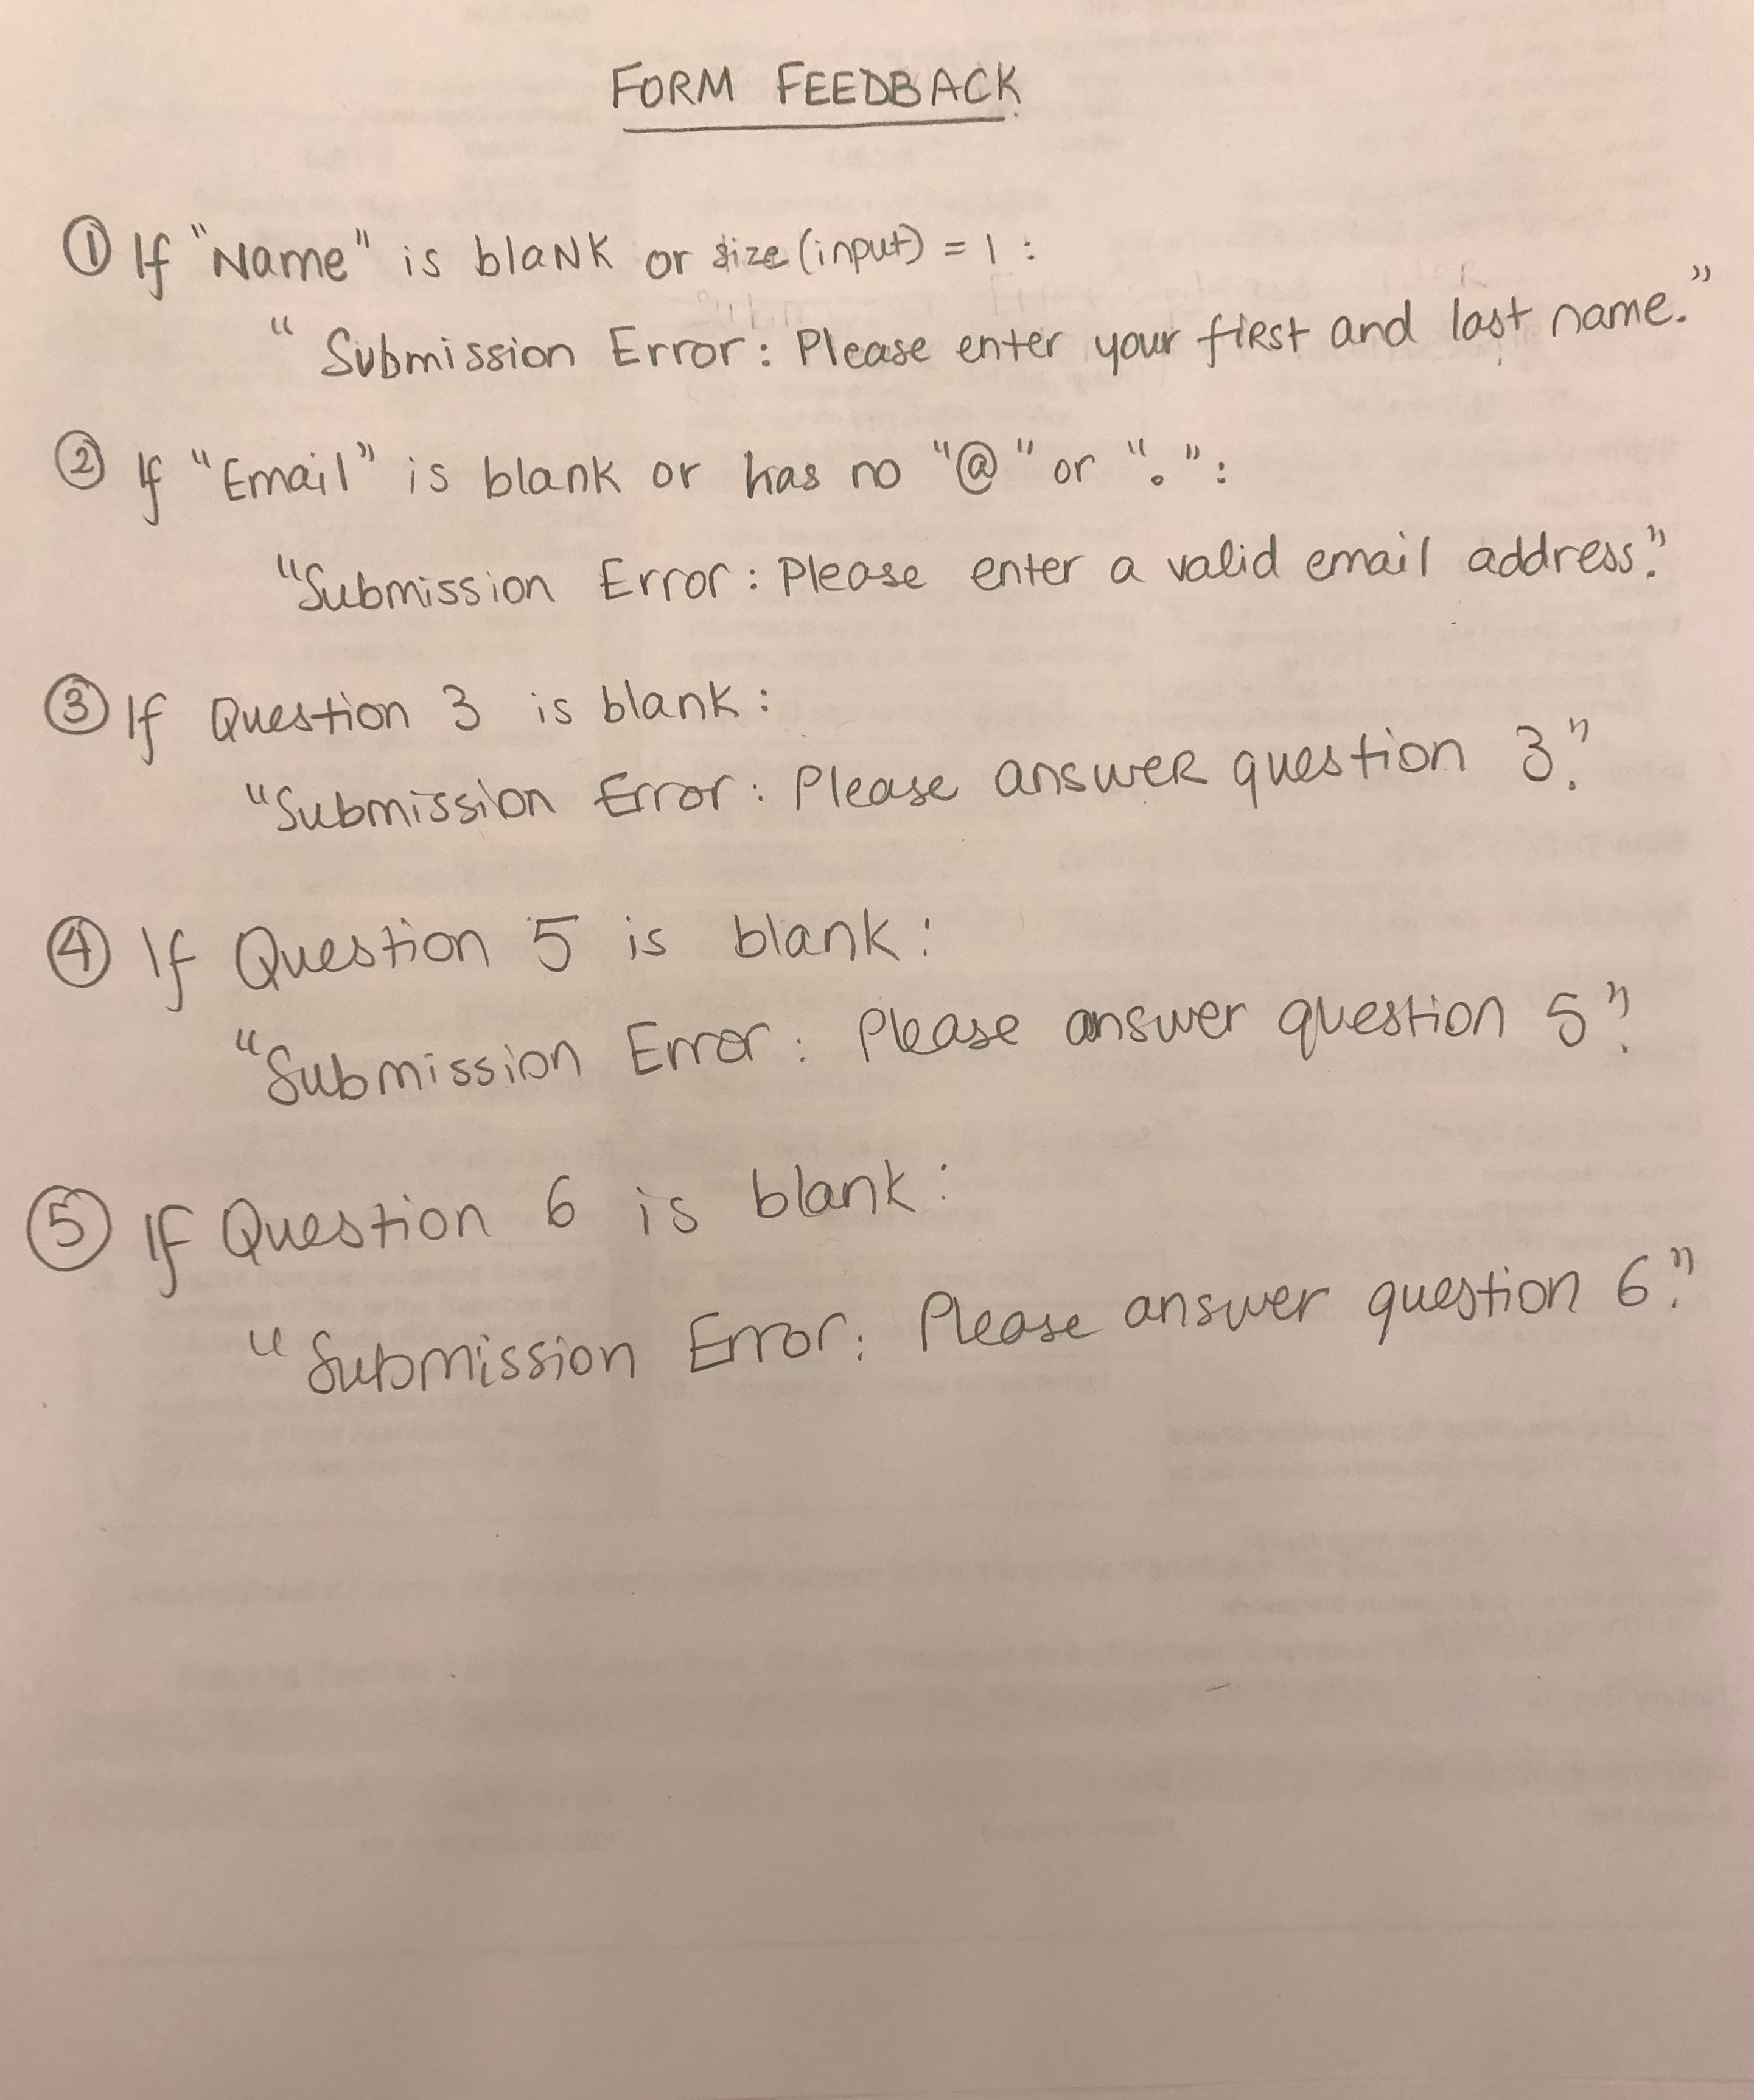 FORM FEEDBACK
① If "Name" is blaNK or size(input) = 1 :
"Submission Error: Please enter your first and last name."
② If "Email" is blank or has no "@" or ".":
"Submission Error: Please enter a valid email address."
③ If Question 3 is blank:
"Submission Error: Please answer question 3."
④ If Question 5 is blank:
"Submission Error: Please answer question 5."
⑤ If Question 6 is blank:
"Submission Error: Please answer question 6."